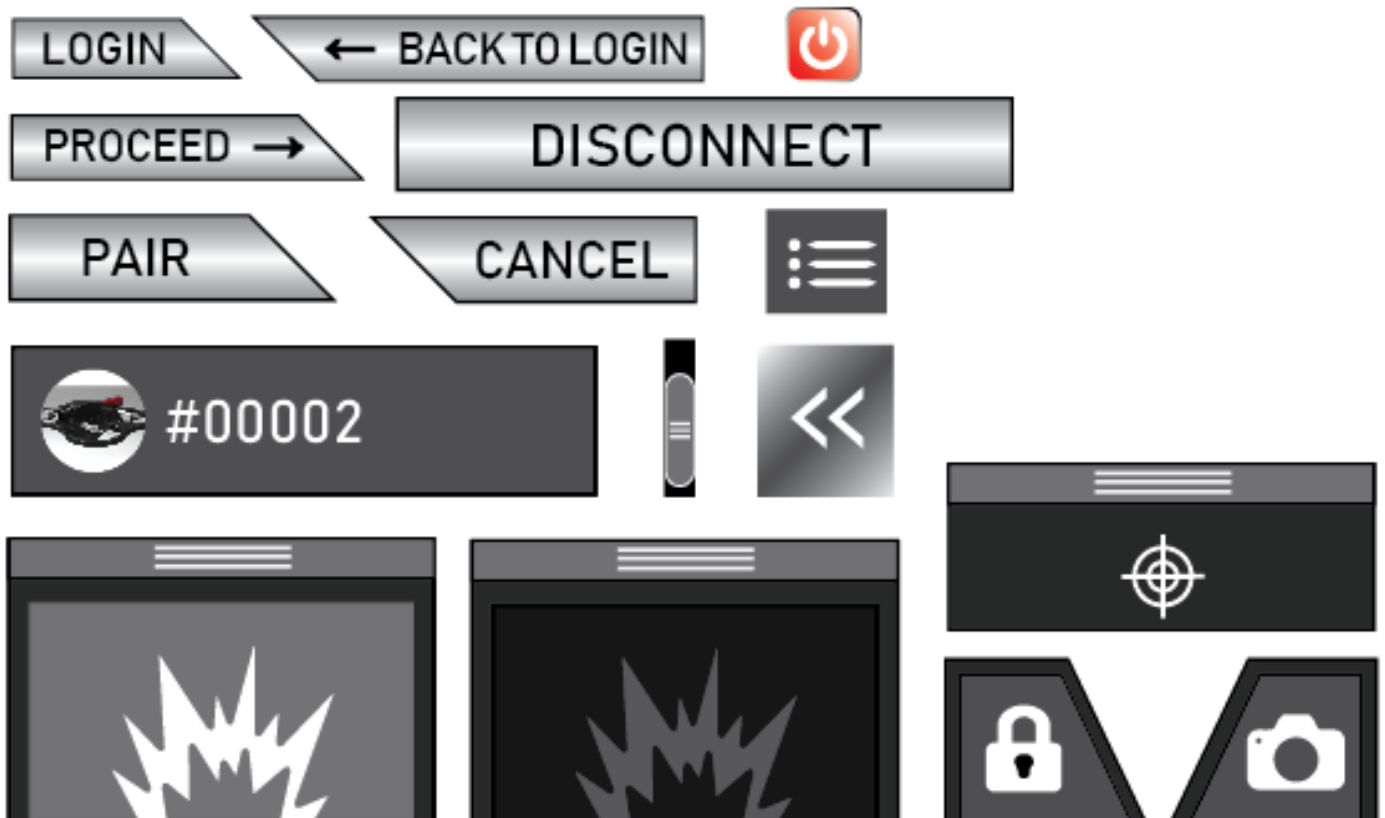 LOGIN
← BACK TO LOGIN
PROCEED →
DISCONNECT
PAIR
CANCEL
#00002